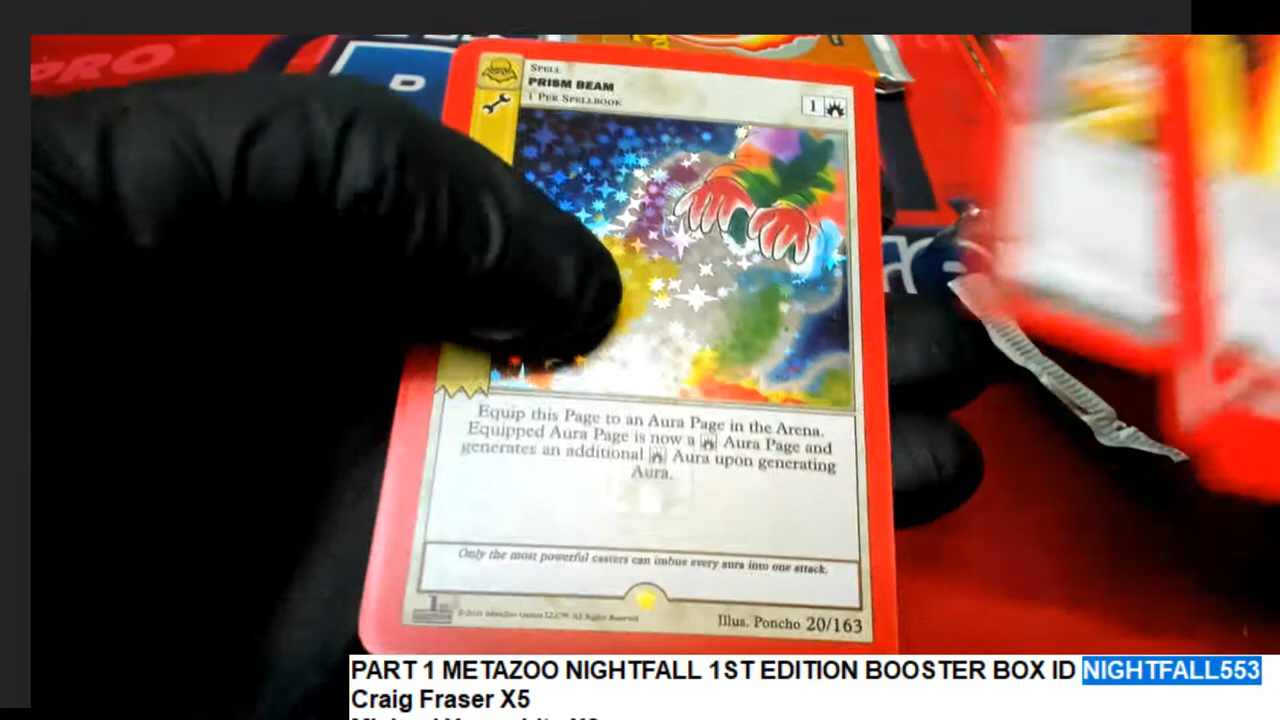 PRO
SPELL
PRISM BEAM
1 PER SPELLBOOK
1
Equip this Page to an Aura Page in the Arena.
Equipped Aura Page is now a Aura Page and
generates an additional Aura upon generating
Aura.
Only the most powerful casters can imbue every aura into one attack.
1st
Illus. Poncho 20/163
PART 1 METAZOO NIGHTFALL 1ST EDITION BOOSTER BOX ID NIGHTFALL553
Craig Fraser X5